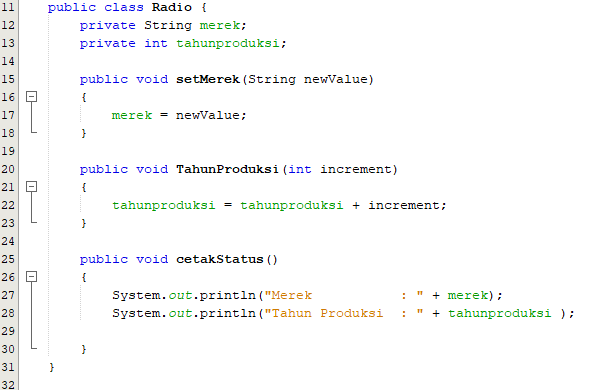 11 public class Radio {
12     private String merek;
13     private int tahunproduksi;
14
15     public void setMerek(String newValue)
16     {
17         merek = newValue;
18     }
19
20     public void TahunProduksi(int increment)
21     {
22         tahunproduksi = tahunproduksi + increment;
23     }
24
25     public void cetakStatus()
26     {
27         System.out.println("Merek           : " + merek);
28         System.out.println("Tahun Produksi  : " + tahunproduksi );
29
30     }
31 }
32